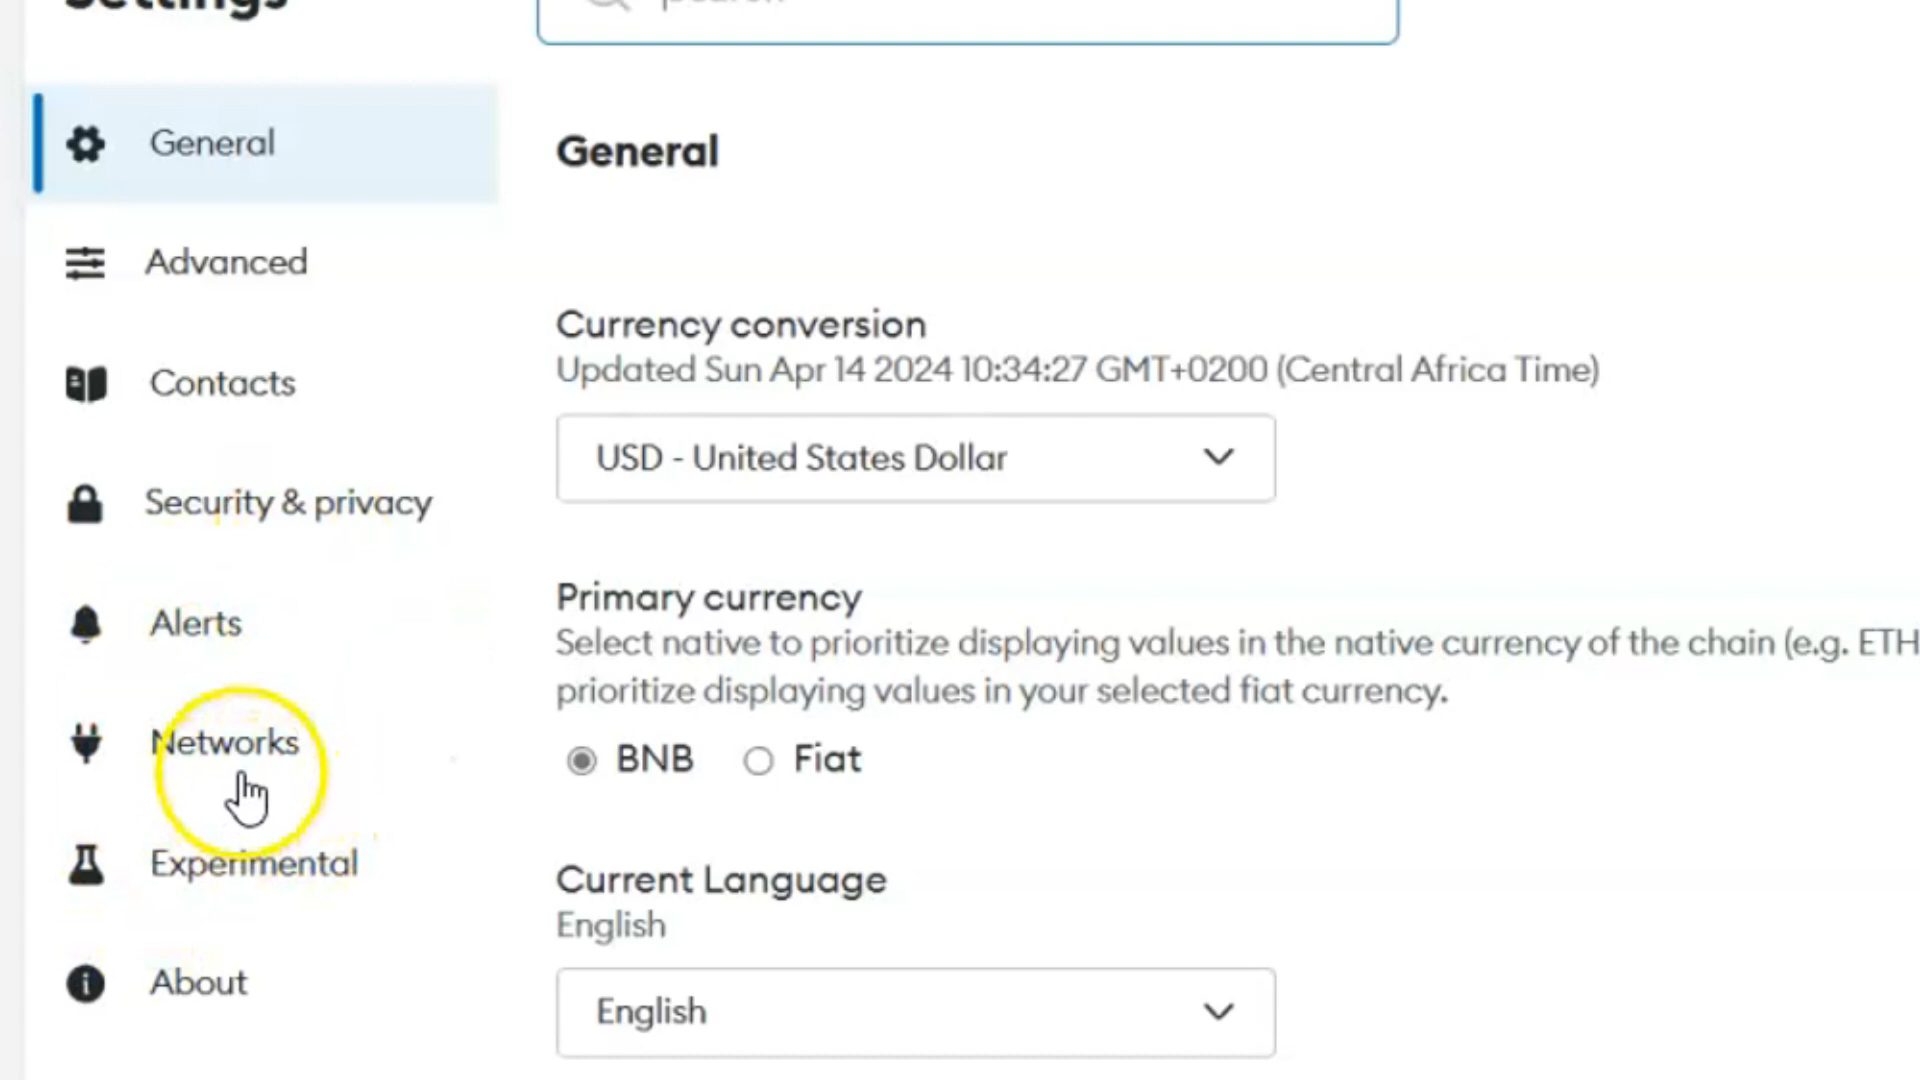 Settings
Search
General
Advanced
Contacts
Security & privacy
Alerts
Networks
Experimental
About
General
Currency conversion
Updated Sun Apr 14 2024 10:34:27 GMT+0200 (Central Africa Time)
USD - United States Dollar
Primary currency
Select native to prioritize displaying values in the native currency of the chain (e.g. ETH
prioritize displaying values in your selected fiat currency.
BNB Fiat
Current Language
English
English